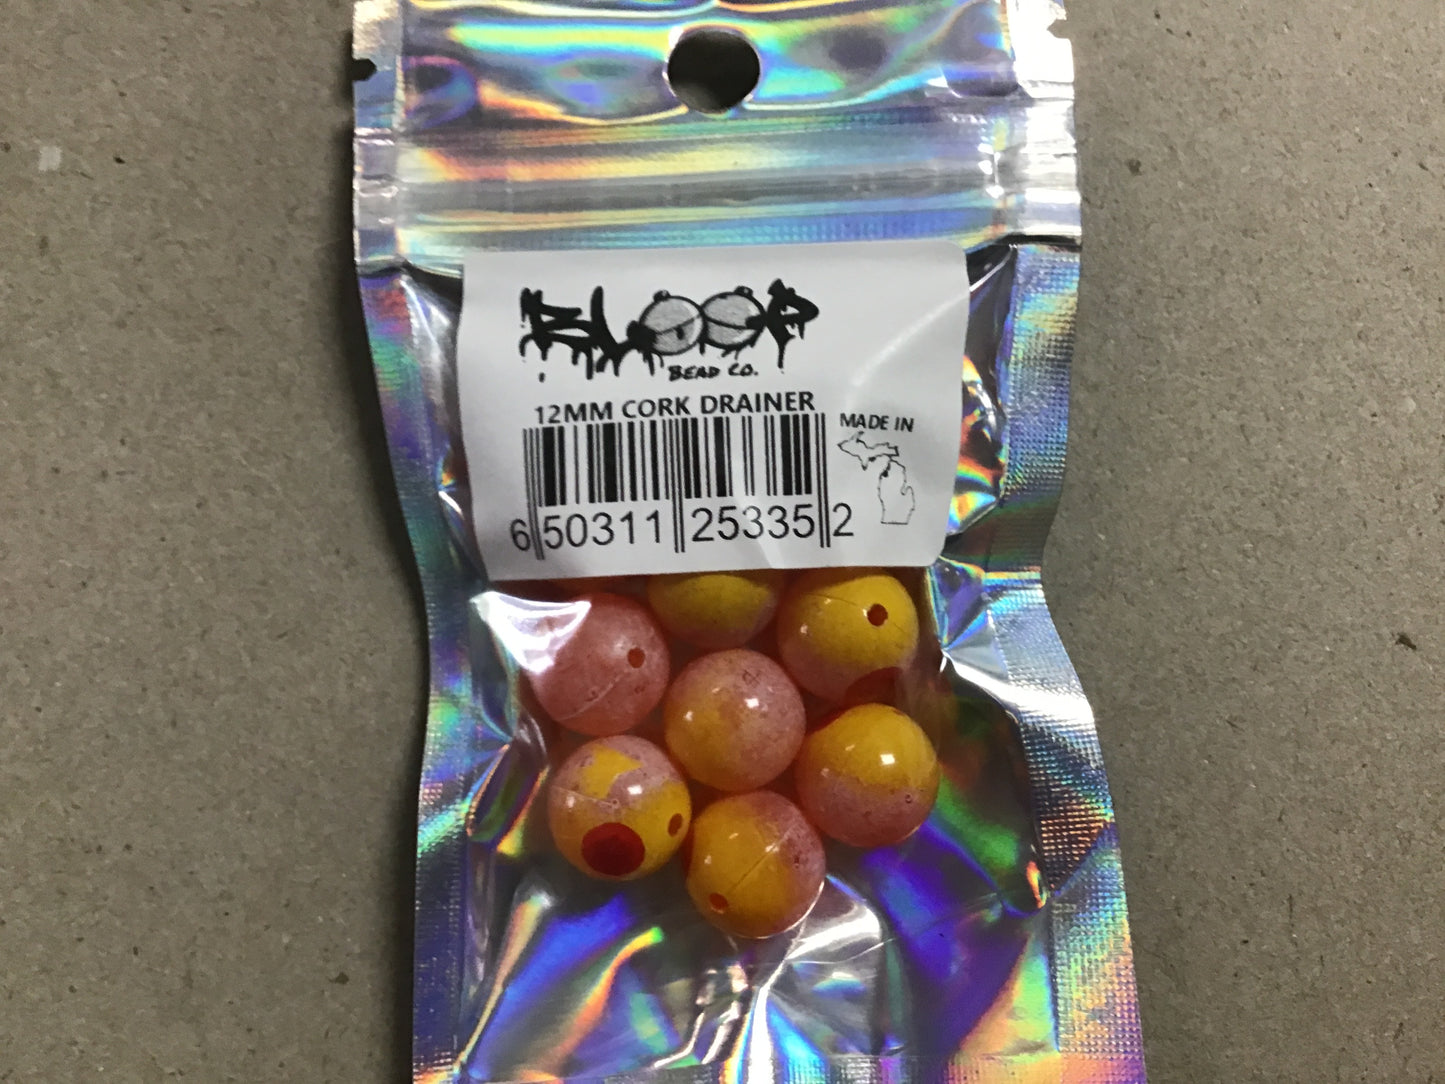 BLOOP
BEAD CO.
12MM CORK DRAINER
MADE IN
6 50311 25335 2